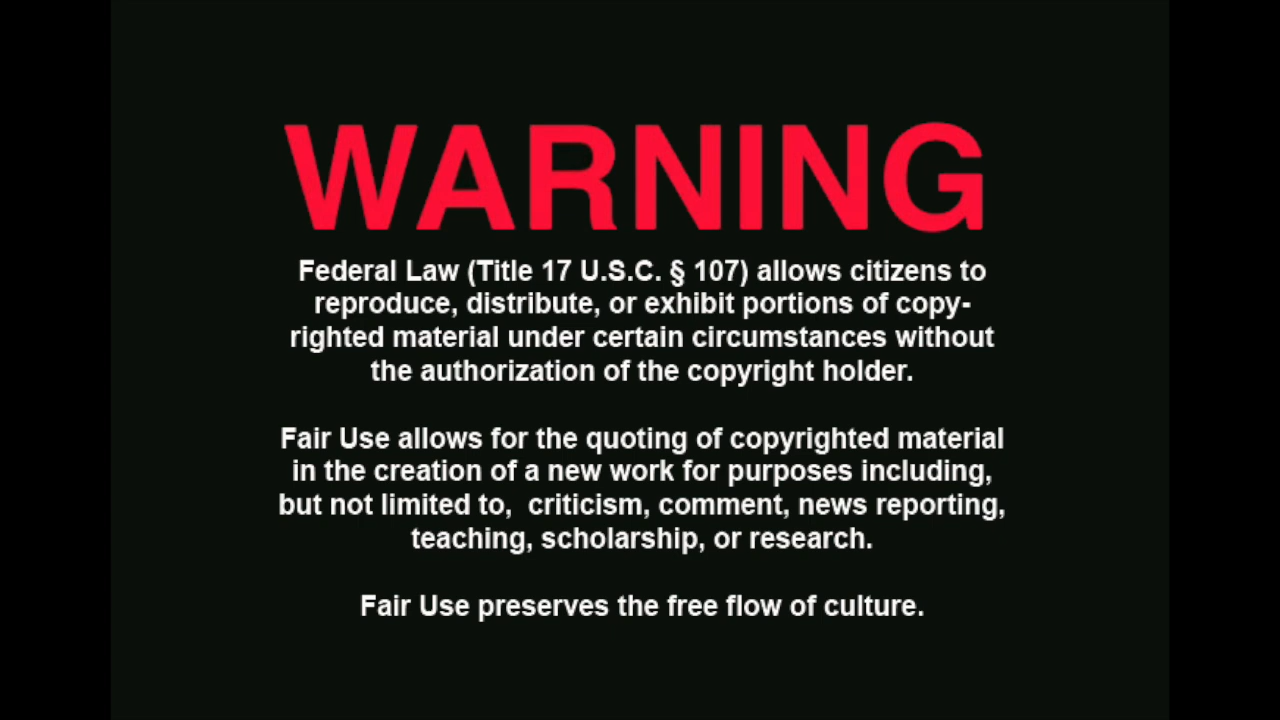 WARNING
Federal Law (Title 17 U.S.C. § 107) allows citizens to
reproduce, distribute, or exhibit portions of copy-
righted material under certain circumstances without
the authorization of the copyright holder.
Fair Use allows for the quoting of copyrighted material
in the creation of a new work for purposes including,
but not limited to,  criticism, comment, news reporting,
teaching, scholarship, or research.
Fair Use preserves the free flow of culture.